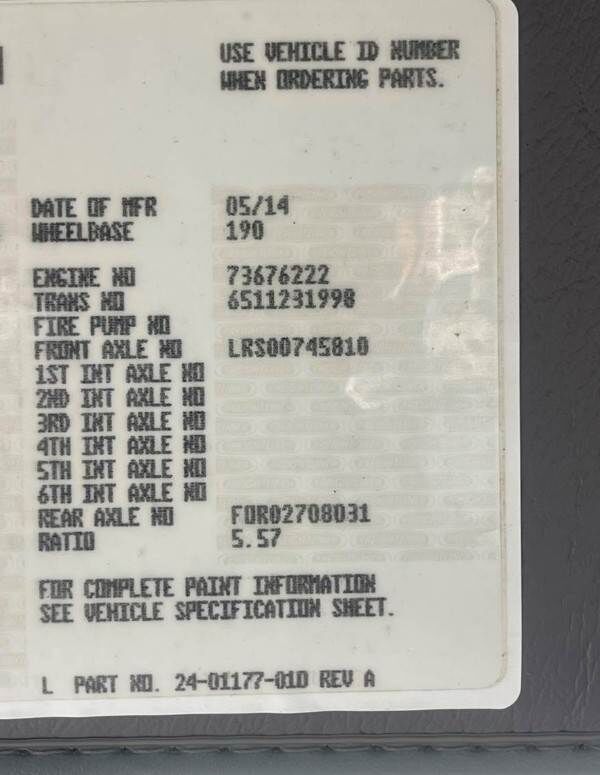 USE VEHICLE ID NUMBER
WHEN ORDERING PARTS.
DATE OF MFR 05/14
WHEELBASE 190
ENGINE NO 73676222
TRANS NO 6511231998
FIRE PUMP NO
FRONT AXLE NO LRS00745810
1ST INT AXLE NO
2ND INT AXLE NO
3RD INT AXLE NO
4TH INT AXLE NO
5TH INT AXLE NO
6TH INT AXLE NO
REAR AXLE NO FOR02708031
RATIO 5.57
FOR COMPLETE PAINT INFORMATION
SEE VEHICLE SPECIFICATION SHEET.
L PART NO. 24-01177-01D REV A